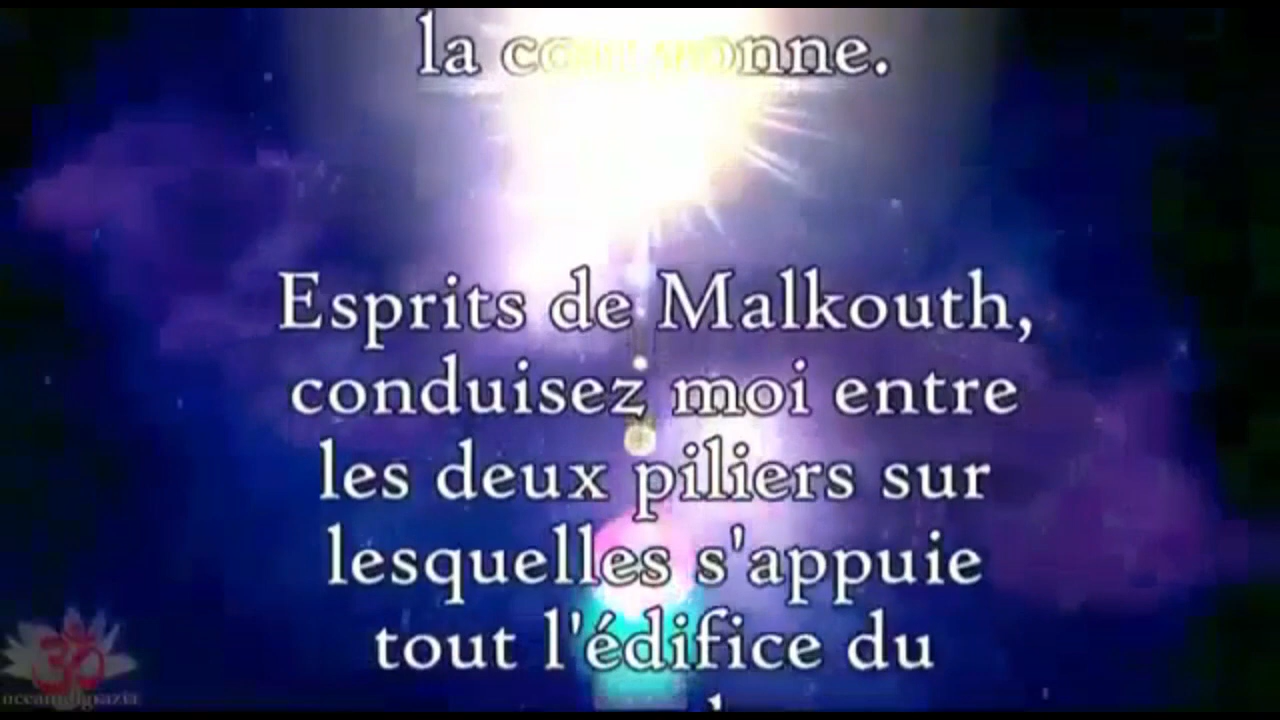 la
Esprits de Malkouth,
conduisez moi entre
les deux piliers sur
lesquelles s'appuie
tout l'édifice du